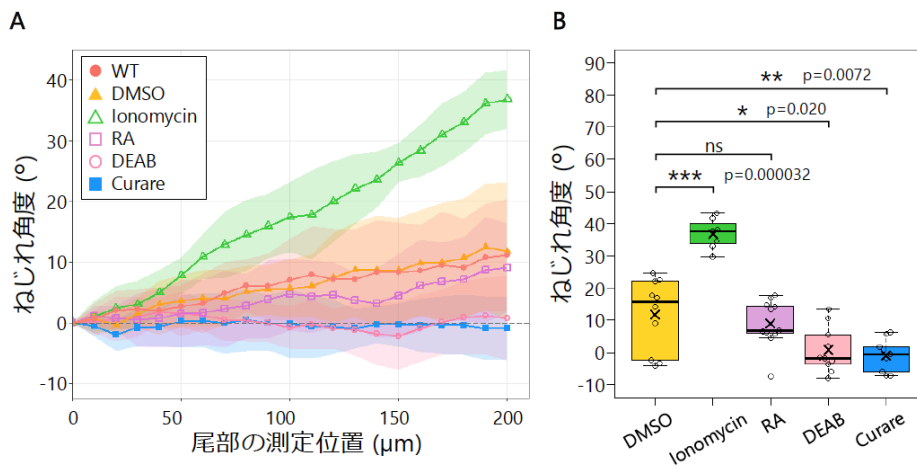 A
ねじれ角度 (°)
40
30
20
10
0
-10
WT
DMSO
Ionomycin
RA
DEAB
Curare
0
50
100
150
200
尾部の測定位置 (μm)
B
ねじれ角度 (°)
90
80
70
60
50
40
30
20
10
0
-10
** p=0.0072
* p=0.020
ns
*** p=0.000032
DMSO
Ionomycin
RA
DEAB
Curare